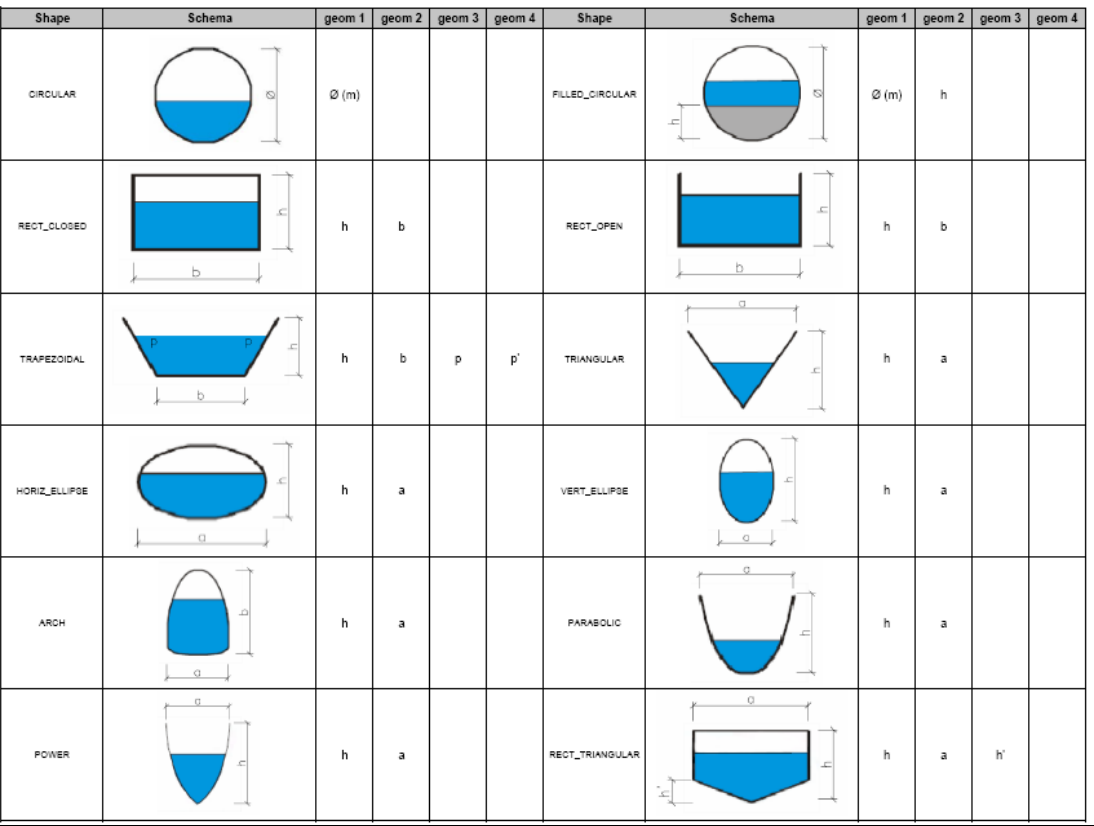 Shape Schema geom 1 geom 2 geom 3 geom 4 Shape Schema geom 1 geom 2 geom 3 geom 4
CIRCULAR Ø Ø (m) FILLED_CIRCULAR h Ø Ø (m) h
RECT_CLOSED h b h b RECT_OPEN h b h b
TRAPEZOIDAL p p h b h b p p' TRIANGULAR a h h a
HORIZ_ELLIPSE h a h a VERT_ELLIPSE h a h a
ARCH b a h a PARABOLIC a h h a
POWER a h h a RECT_TRIANGULAR a h h' h a h'